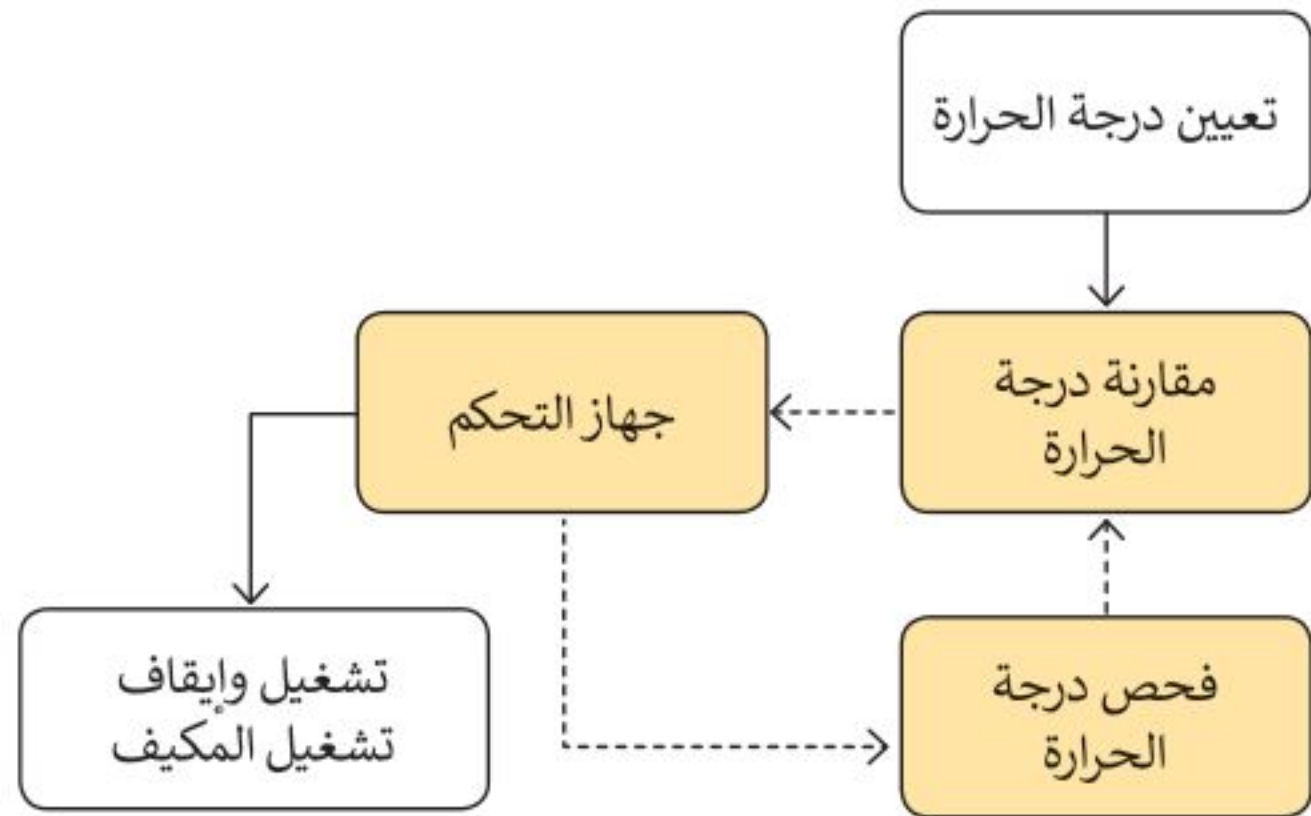 تعيين درجة الحرارة
مقارنة درجة
الحرارة
جهاز التحكم
فحص درجة
الحرارة
تشغيل وإيقاف
تشغيل المكيف